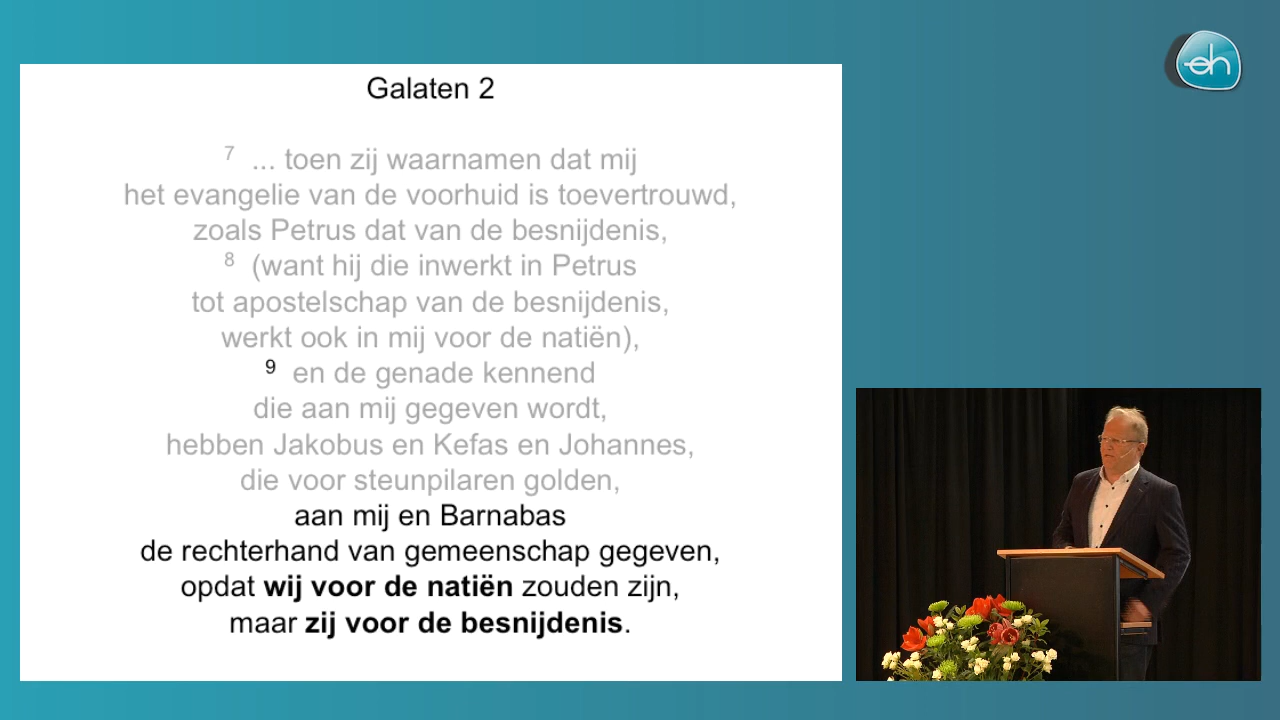 eh
Galaten 2
7 ... toen zij waarnamen dat mij
het evangelie van de voorhuid is toevertrouwd,
zoals Petrus dat van de besnijdenis,
8 (want hij die inwerkt in Petrus
tot apostelschap van de besnijdenis,
werkt ook in mij voor de natiën),
9 en de genade kennend
die aan mij gegeven wordt,
hebben Jakobus en Kefas en Johannes,
die voor steunpilaren golden,
aan mij en Barnabas
de rechterhand van gemeenschap gegeven,
opdat wij voor de natiën zouden zijn,
maar zij voor de besnijdenis.